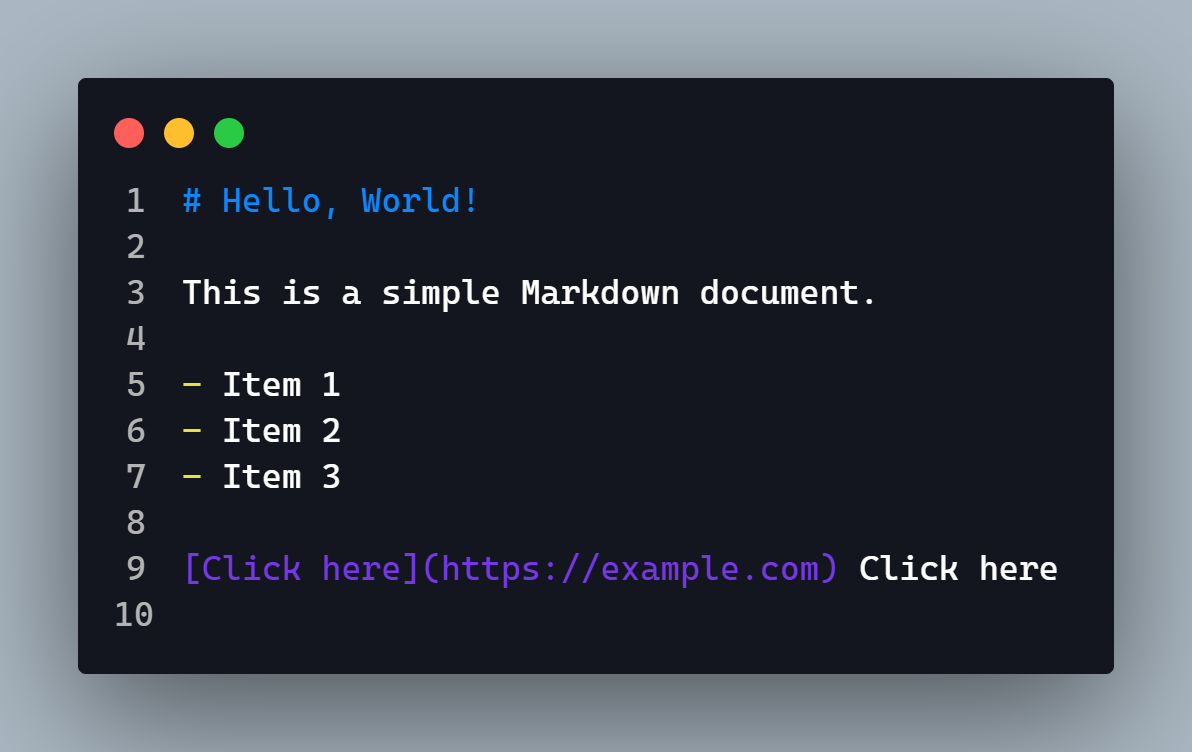 1 # Hello, World!
2
3 This is a simple Markdown document.
4
5 - Item 1
6 - Item 2
7 - Item 3
8
9 [Click here](https://example.com) Click here
10